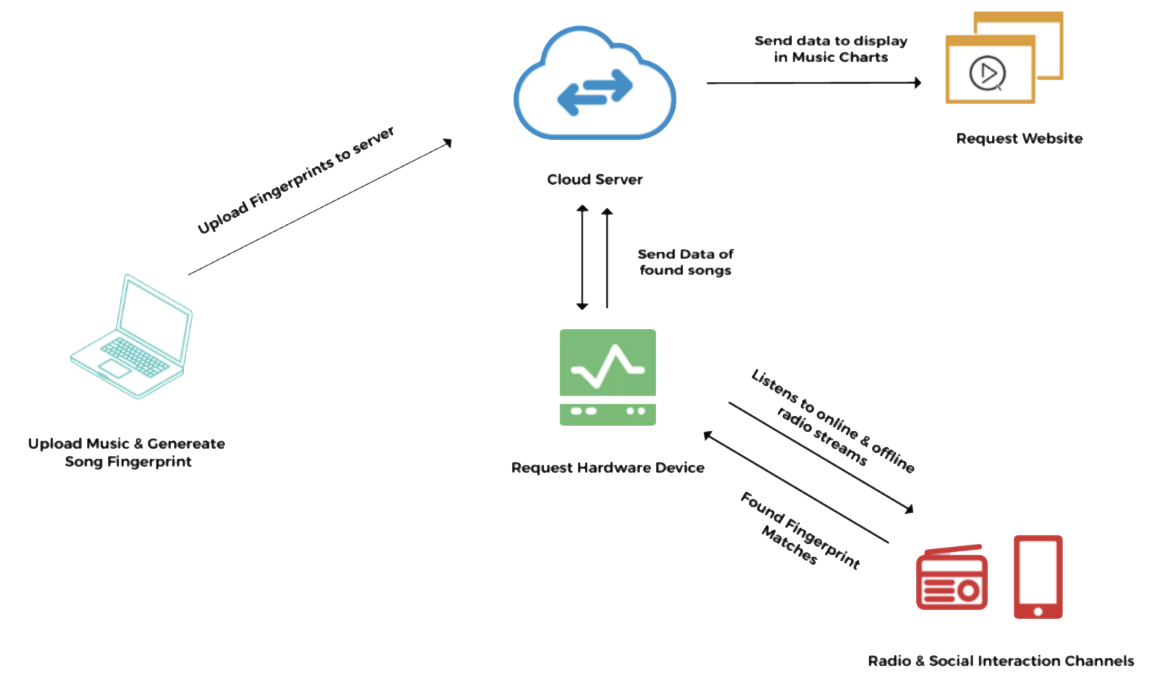 Send data to display
in Music Charts
Request Website
Upload Fingerprints to server
Cloud Server
Send Data of
found songs
Upload Music & Genereate
Song Fingerprint
Request Hardware Device
Listens to online & offline
radio streams
Found Fingerprint
Matches
Radio & Social Interaction Channels